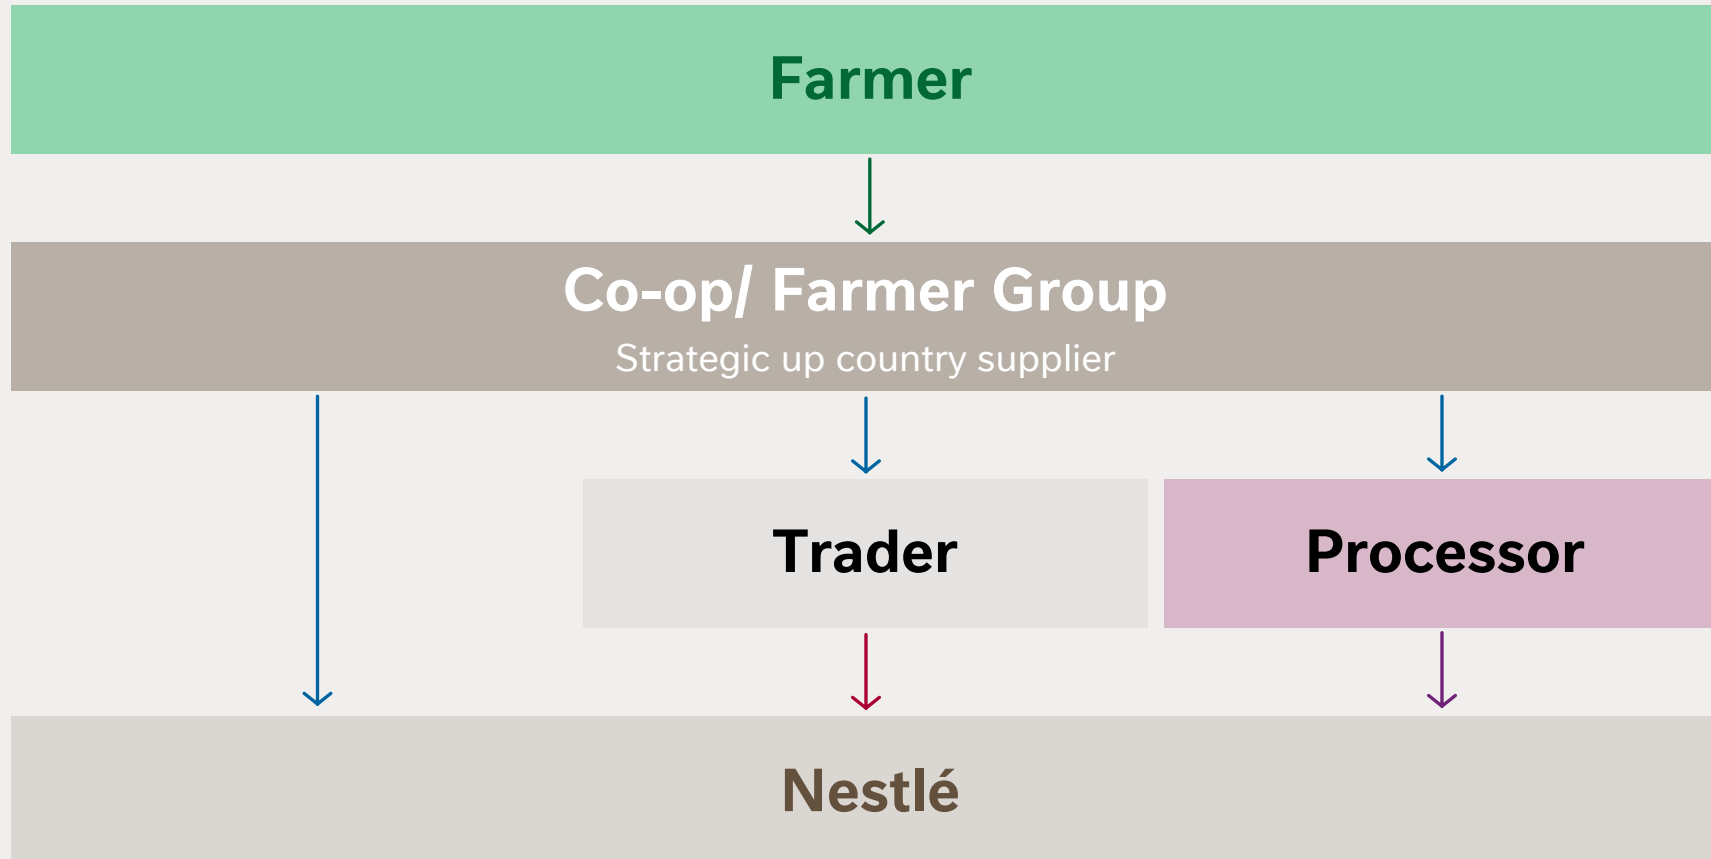 Farmer
Co-op/ Farmer Group
Strategic up country supplier
Trader
Processor
Nestlé